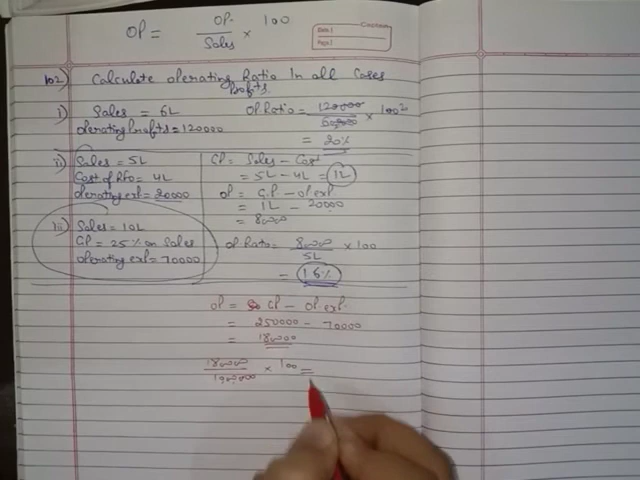 OP = OP. / Sales × 100
Caption
Date
Page
102) Calculate Operating Ratio In all Cases
Profits
i) Sales = 6L
Operating Profits = 120000
OP Ratio = 120000 / 600000 × 100
= 20%
ii) Sales = 5L
Cost of RFO = 4L
operating exp = 20000
GP = Sales - Cost
= 5L - 4L = 1L
OP = G.P - OP. exp
= 1L - 20000
= 80000
OP Ratio = 80000 / 5L × 100
= 16%
iii) Sales = 10L
GP = 25% on Sales
operating exp = 70000
OP = GP - OP. exp.
= 250000 - 70000
= 180000
180000 / 1000000 × 100 =